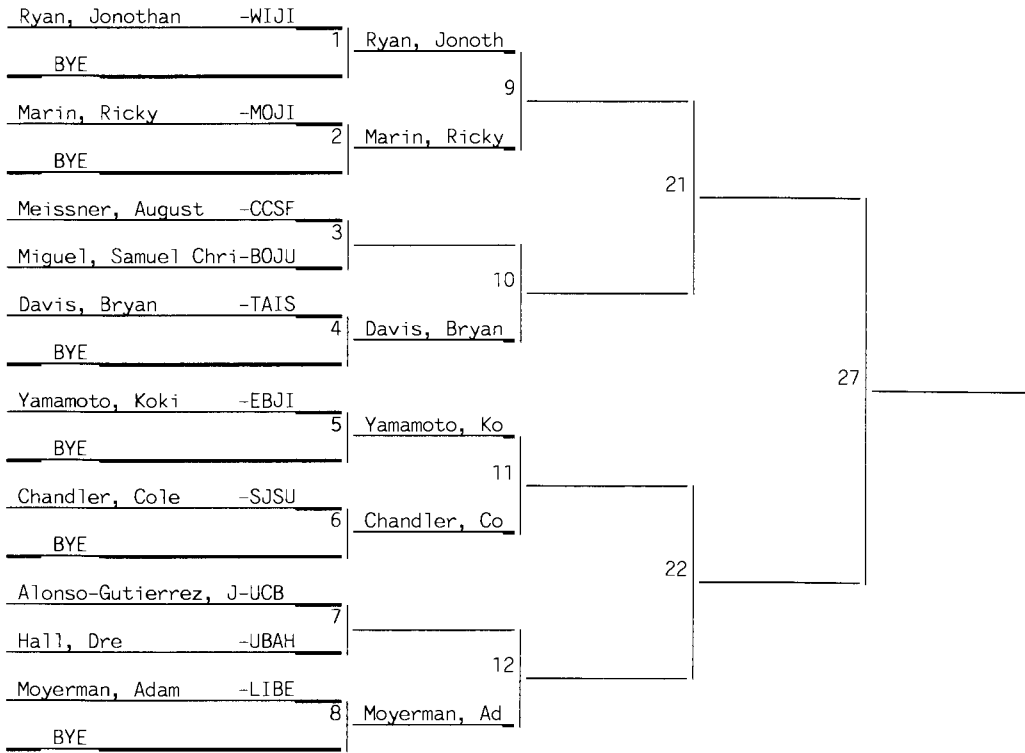 Ryan, Jonothan -WIJI
1 Ryan, Jonoth
BYE
9
Marin, Ricky -MOJI
2 Marin, Ricky
BYE
21
Meissner, August -CCSF
3
Miguel, Samuel Chri-BOJU
10
Davis, Bryan -TAIS
4 Davis, Bryan
BYE
27
Yamamoto, Koki -EBJI
5 Yamamoto, Ko
BYE
11
Chandler, Cole -SJSU
6 Chandler, Co
BYE
22
Alonso-Gutierrez, J-UCB
7
Hall, Dre -UBAH
12
Moyerman, Adam -LIBE
8 Moyerman, Ad
BYE